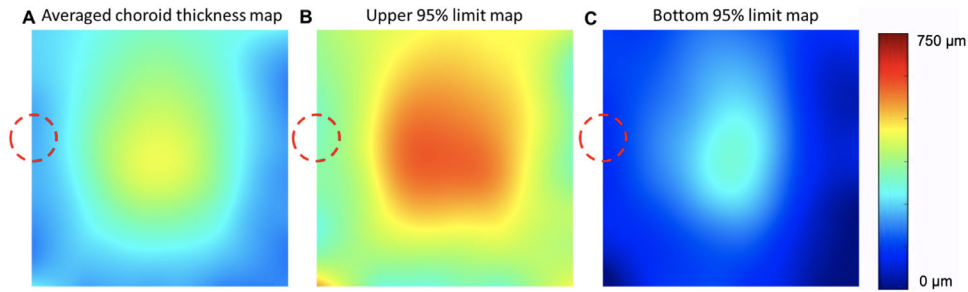 A Averaged choroid thickness map
B Upper 95% limit map
C Bottom 95% limit map
750 μm
0 μm